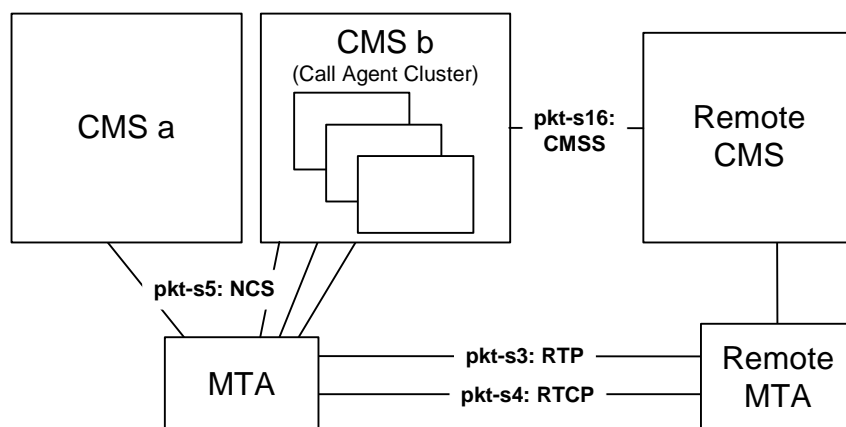 CMS a
CMS b
(Call Agent Cluster)
pkt-s16:
CMSS
Remote
CMS
pkt-s5: NCS
MTA
pkt-s3: RTP
pkt-s4: RTCP
Remote
MTA